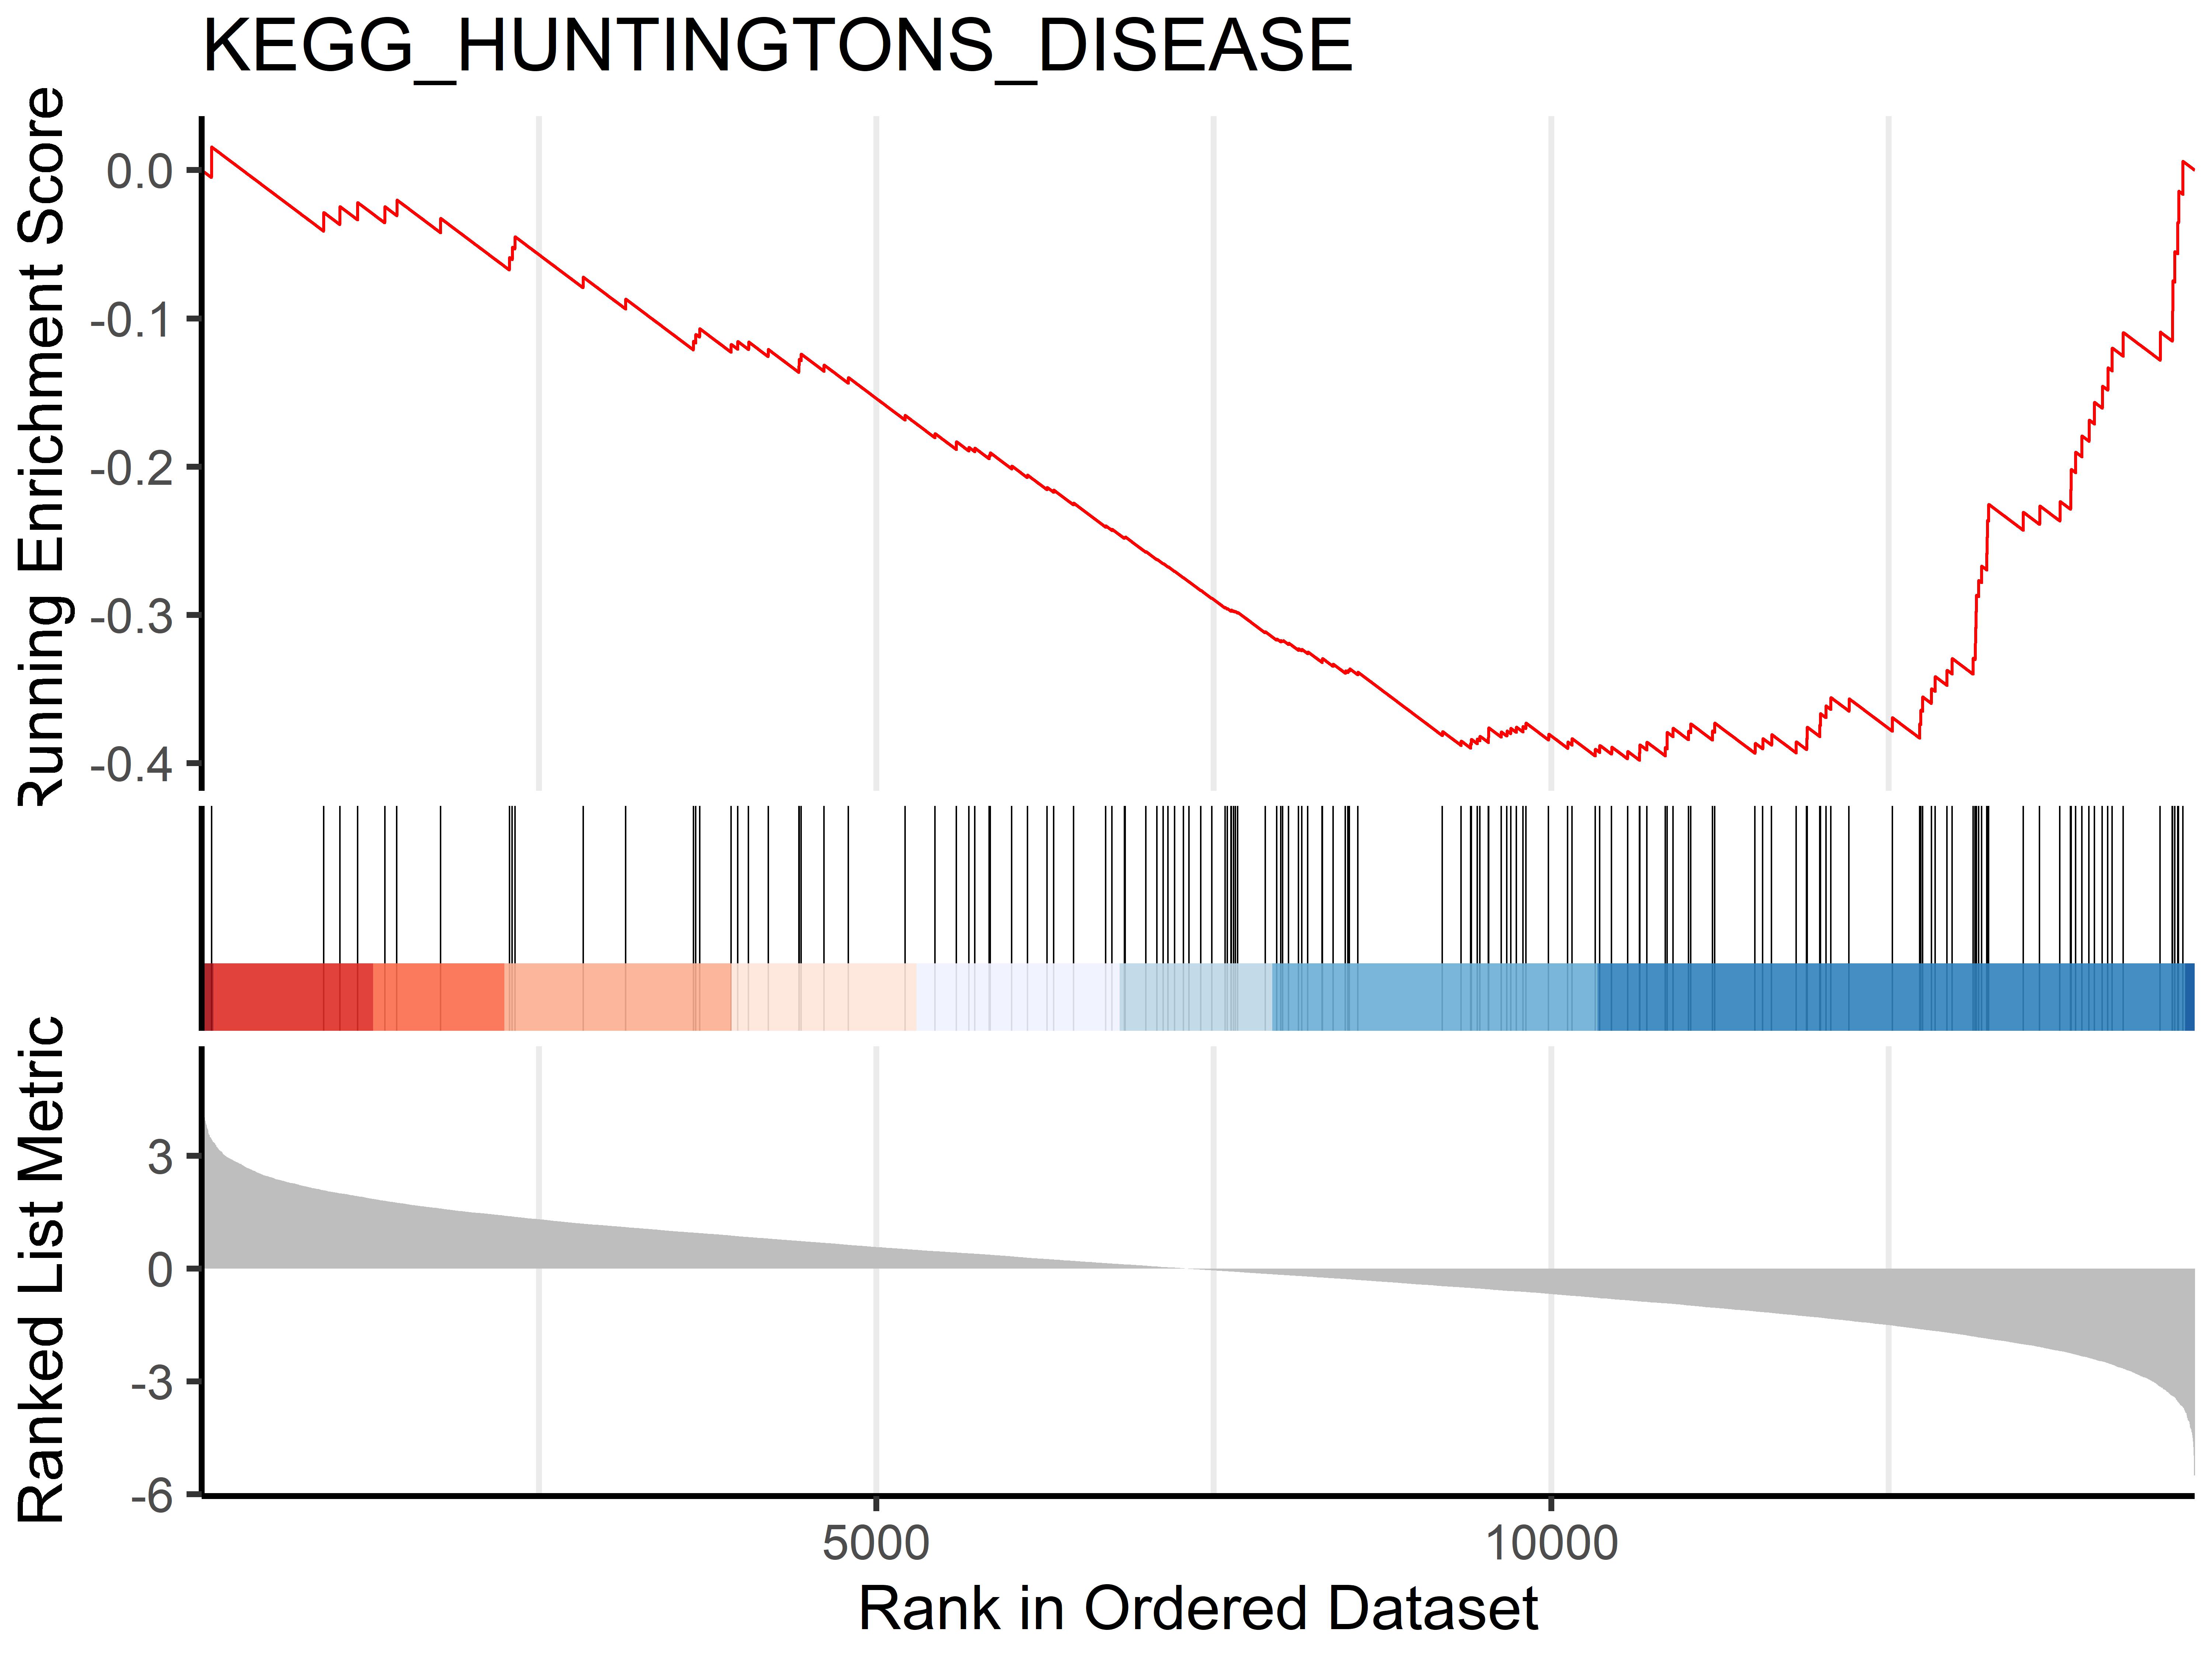 KEGG_HUNTINGTONS_DISEASE
Running Enrichment Score
0.0
-0.1
-0.2
-0.3
-0.4
Ranked List Metric
3
0
-3
-6
5000
10000
Rank in Ordered Dataset